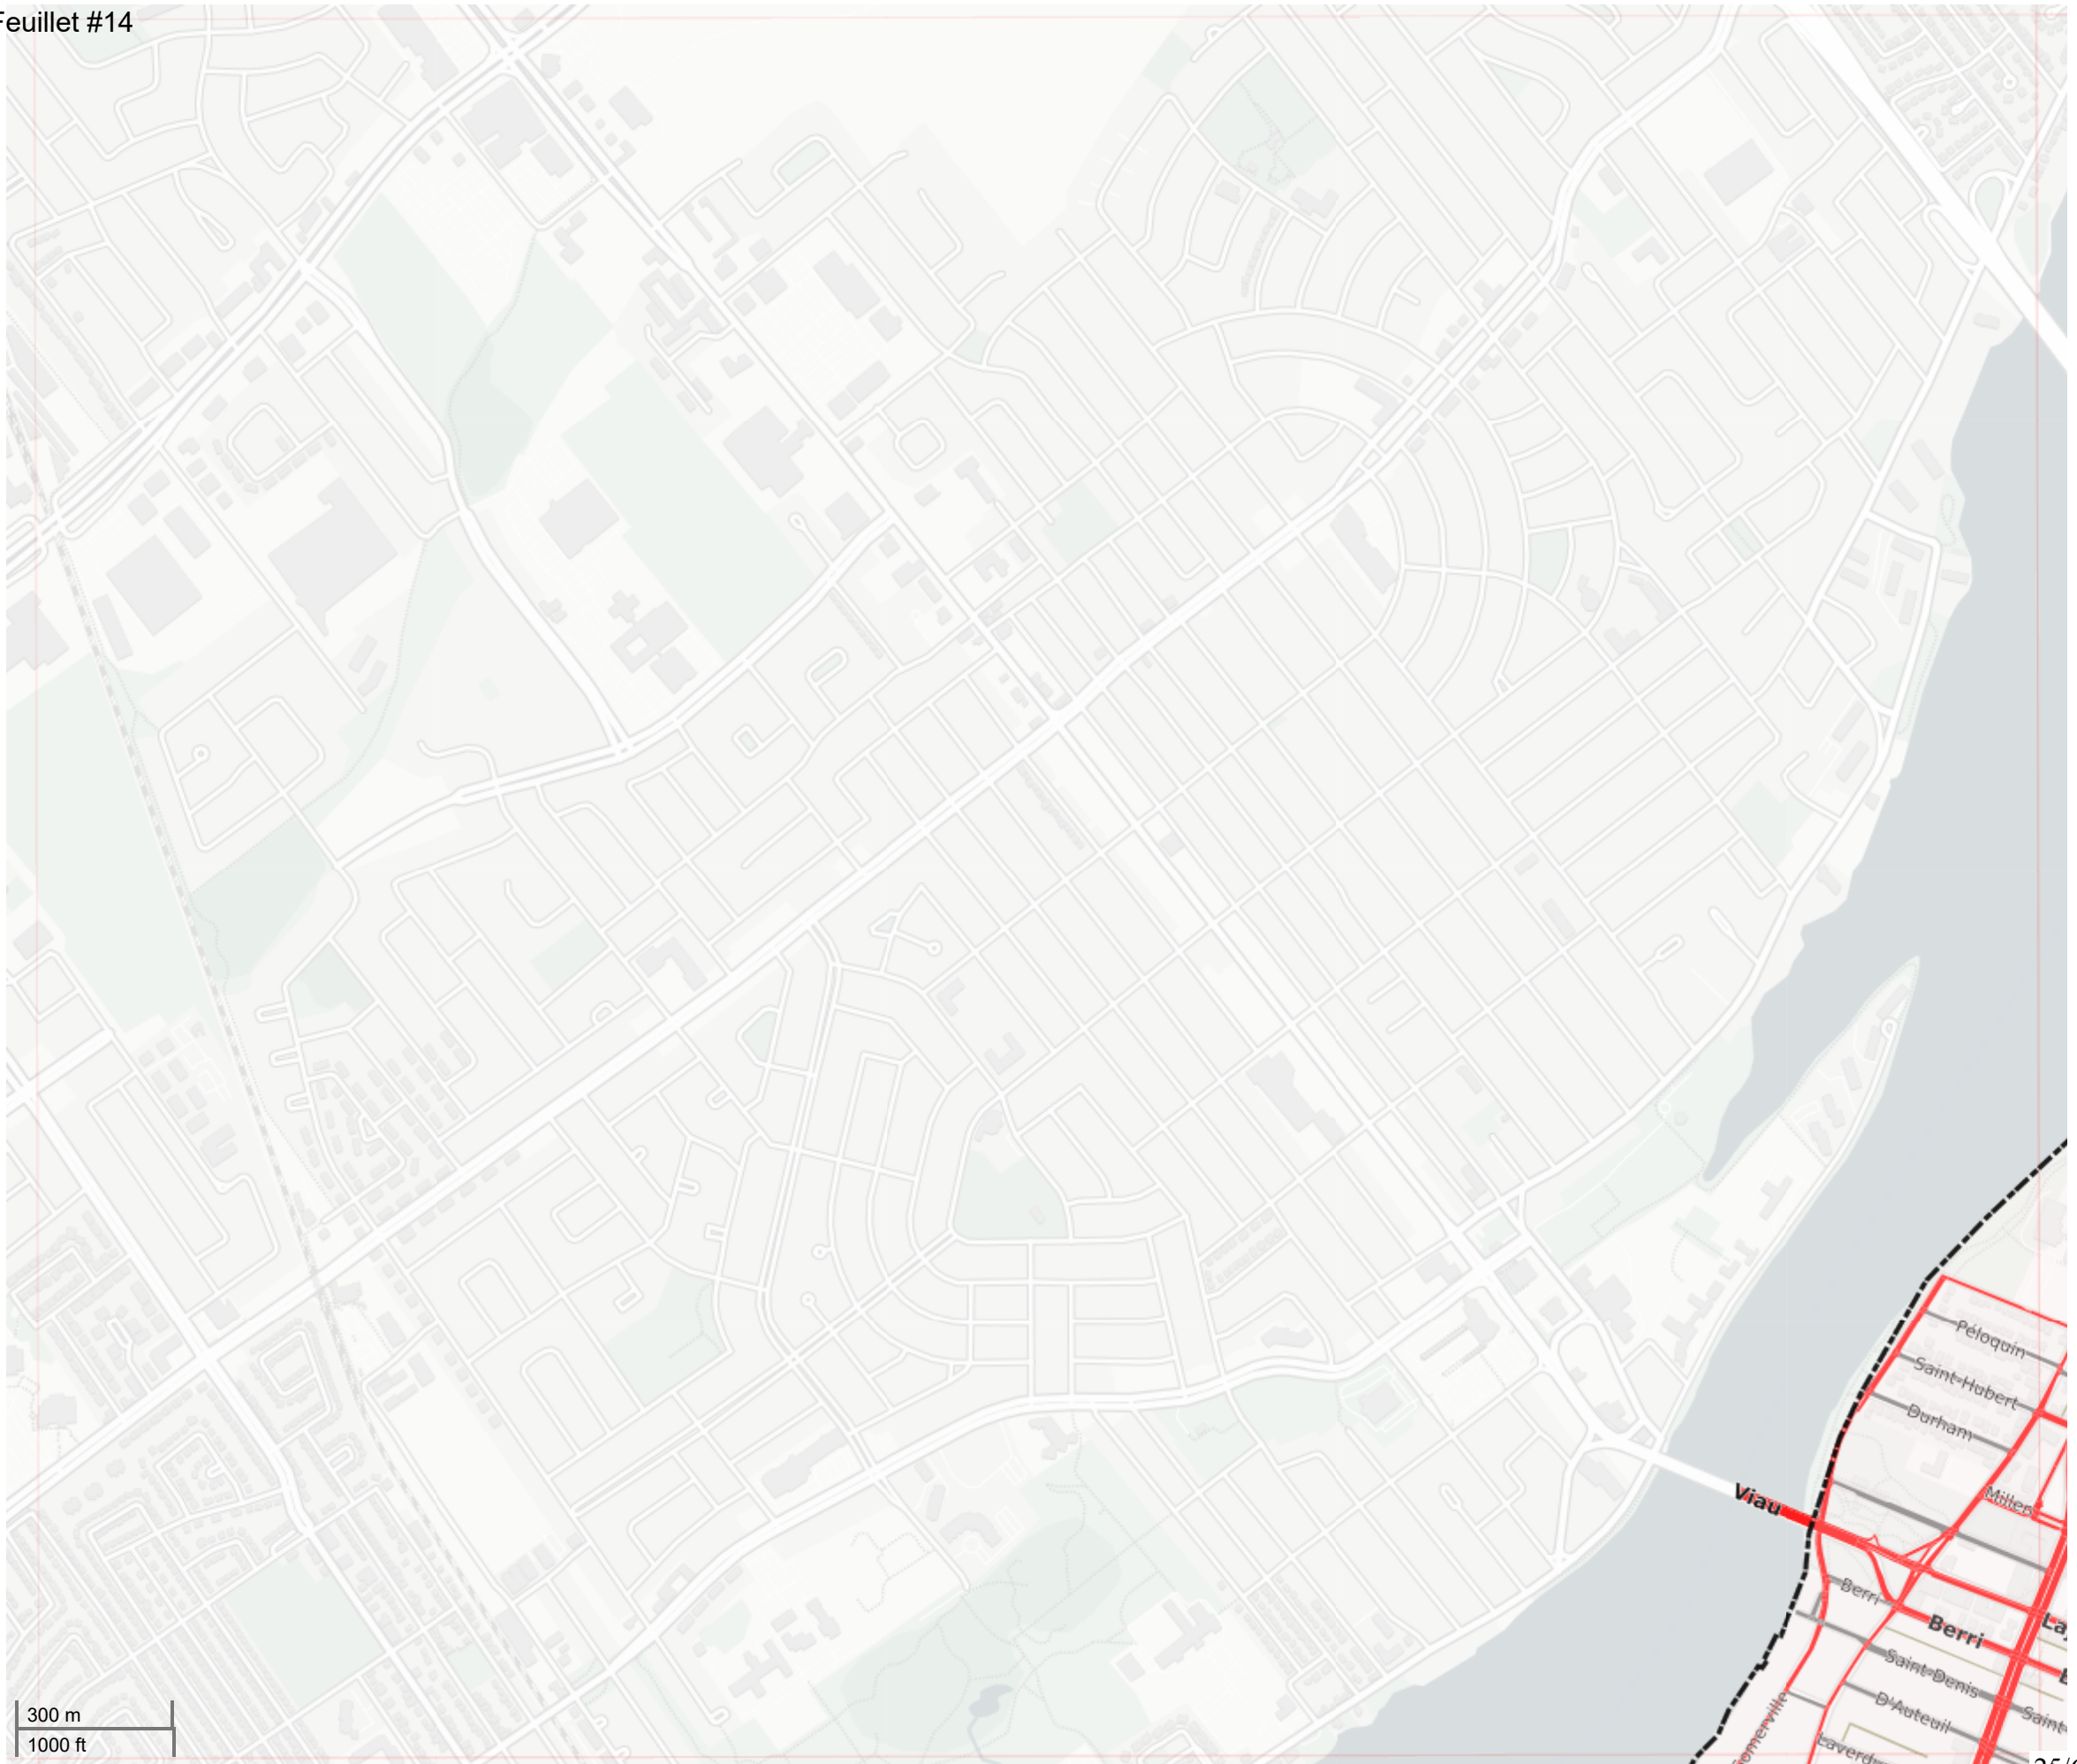 Feuillet #14
Péloquin
Saint-Hubert
Durham
Viau
Millen
Berri
Berri
Saint-Denis
D'Auteuil
300 m
1000 ft